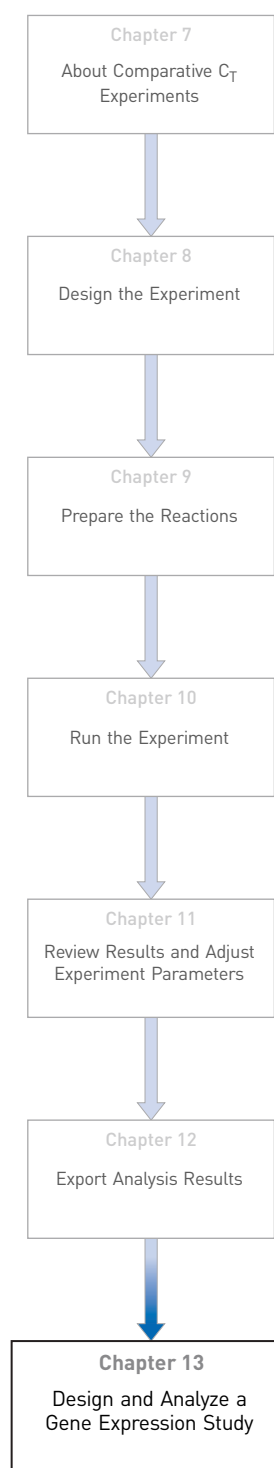 Chapter 7
About Comparative CT
Experiments
Chapter 8
Design the Experiment
Chapter 9
Prepare the Reactions
Chapter 10
Run the Experiment
Chapter 11
Review Results and Adjust
Experiment Parameters
Chapter 12
Export Analysis Results
Chapter 13
Design and Analyze a
Gene Expression Study